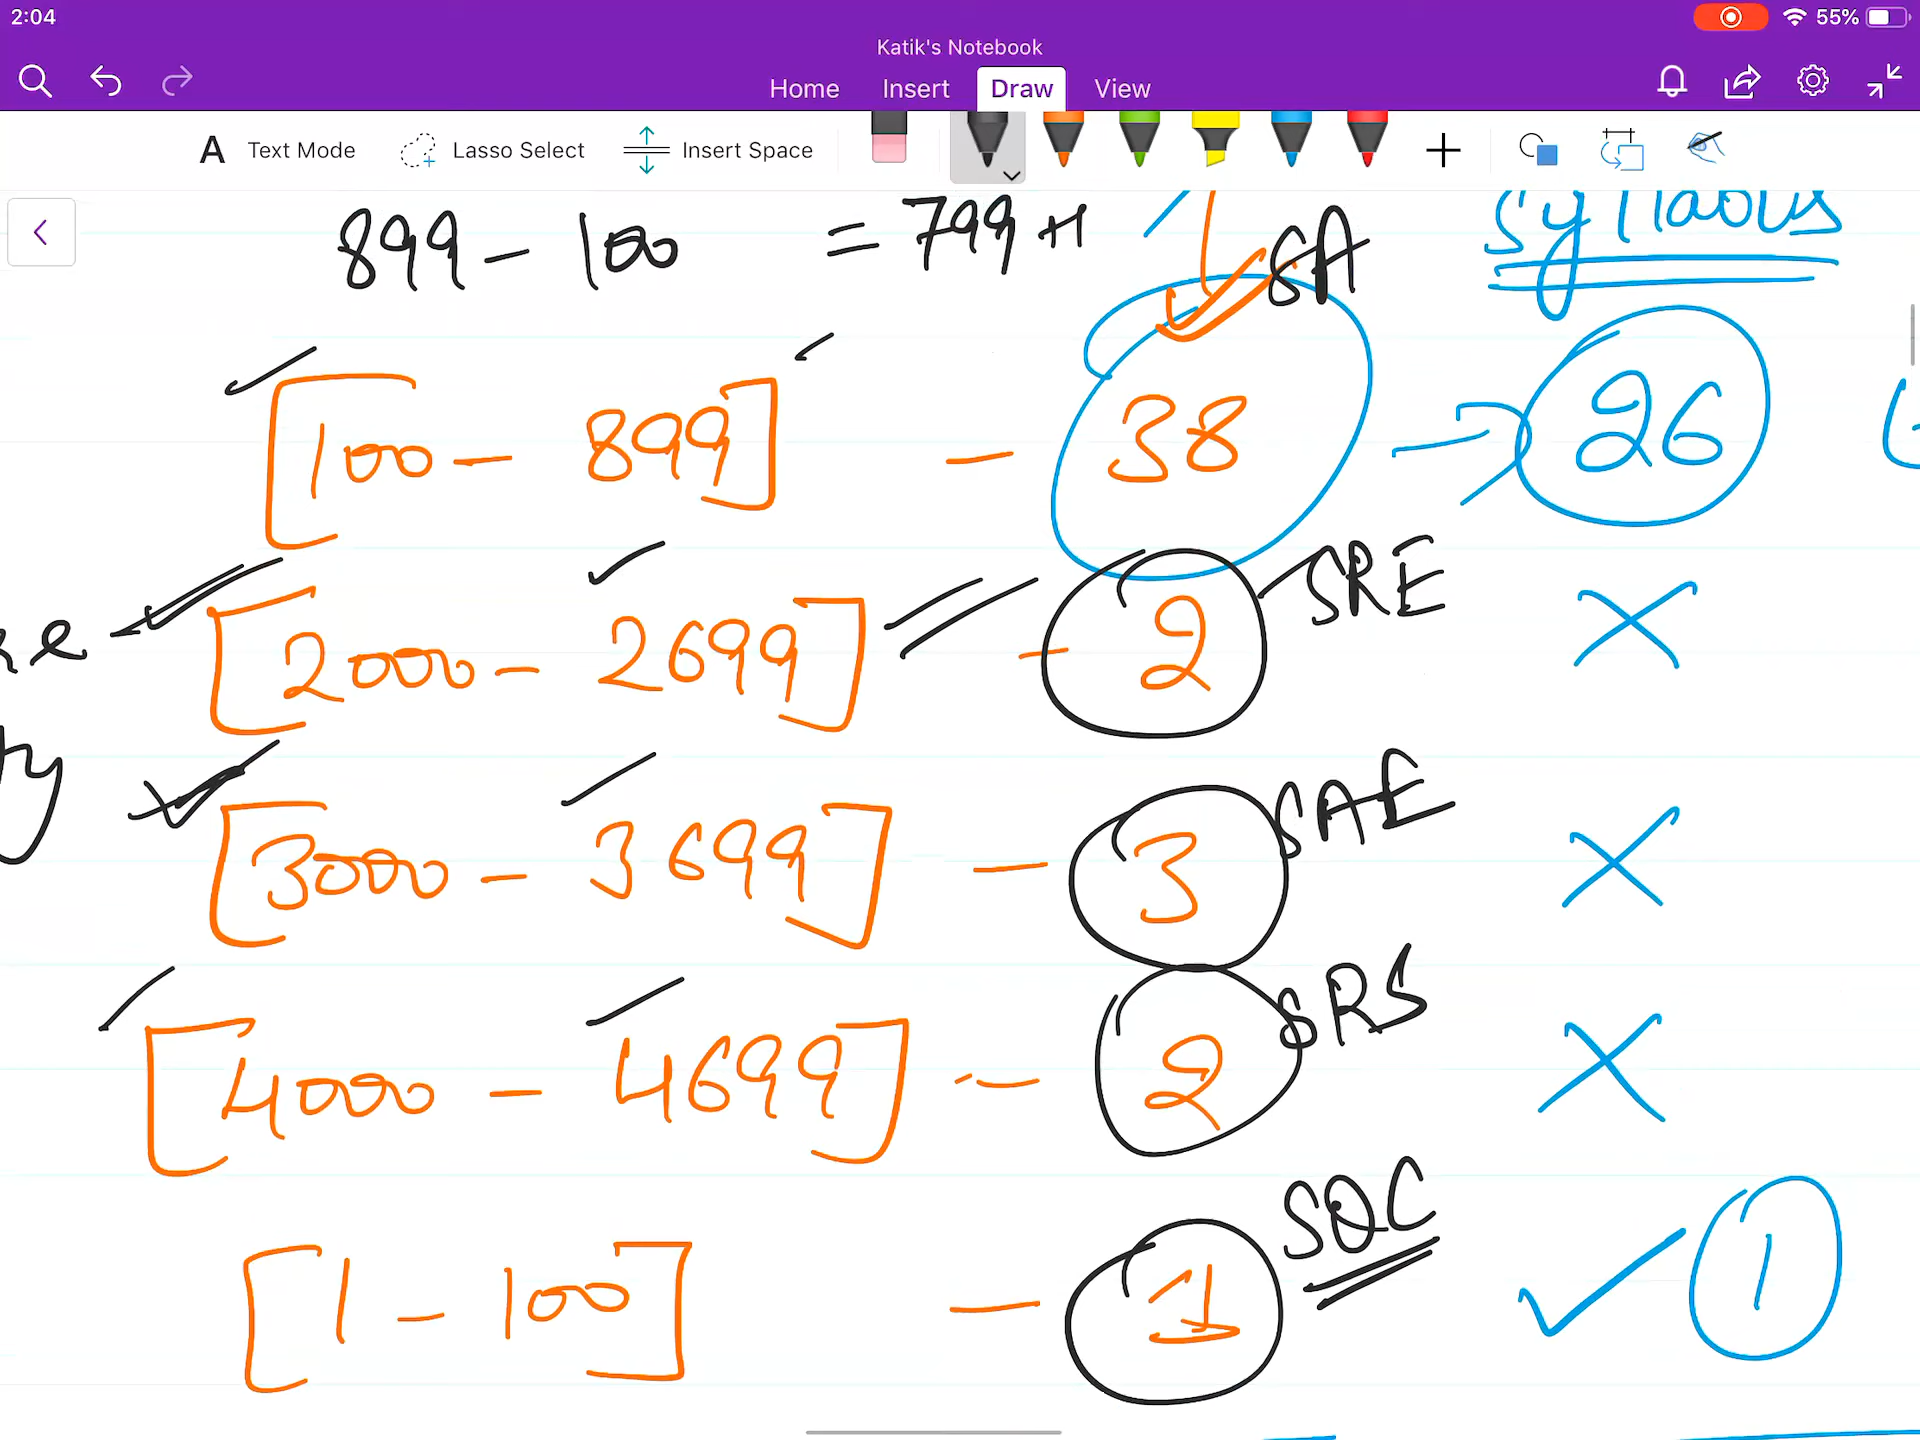 2:04
55%
Katik's Notebook
Home Insert Draw View
A Text Mode Lasso Select Insert Space
Syllabus
899 - 100 = 799 +1
SA
[100 - 899] - 38 → 26
[2000 - 2699] - 2 SRE ×
[3000 - 3699] - 3 SAE ×
[4000 - 4699] - 2 SRS ×
[1 - 100] - 1 SQC ✓ 1